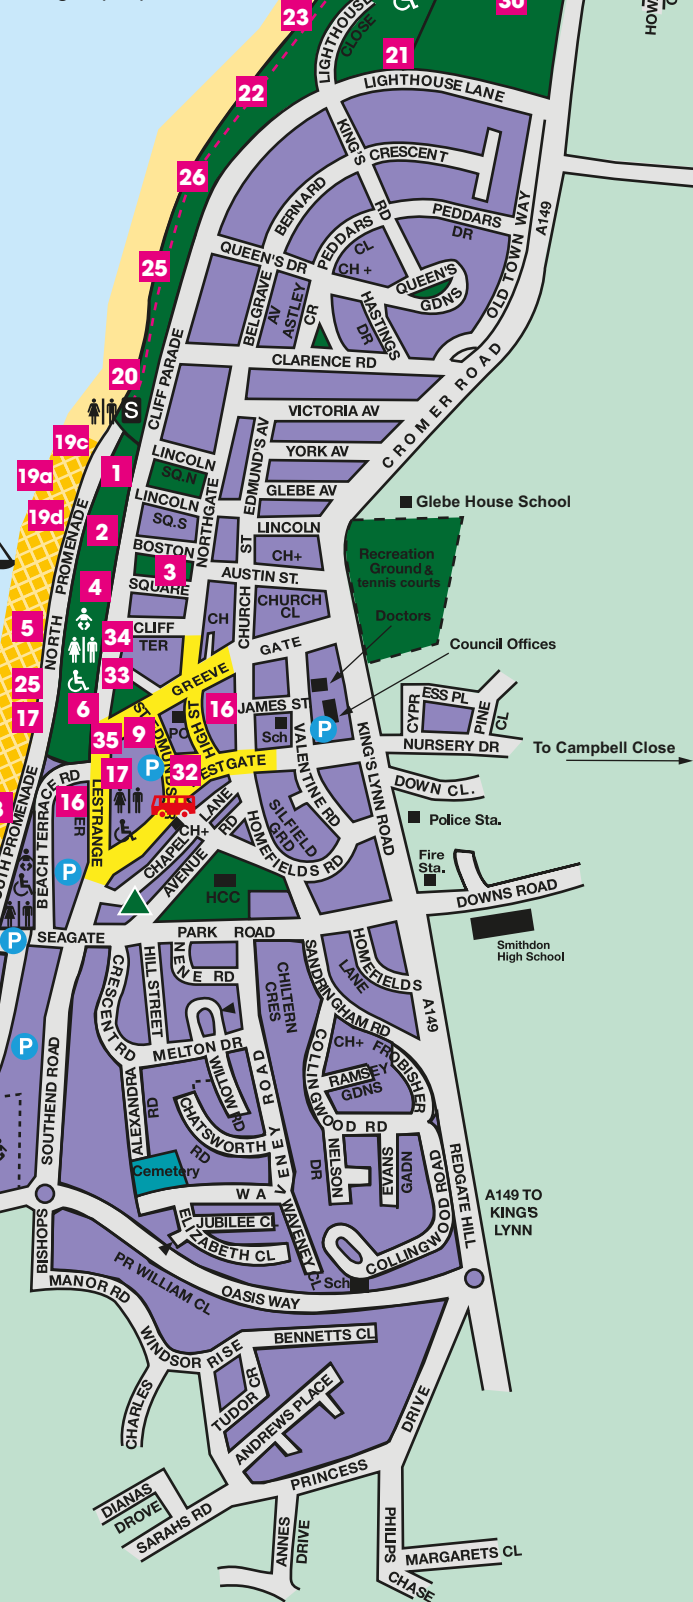 23
LIGHTHOUSE
CLOSE
30
HOW
21
LIGHTHOUSE LANE
22
KING'S
RD
CRESCENT
26
BERNARD
PEDDARS
CL
CH +
PEDDARS
DR
OLD TOWN WAY
A149
QUEEN'S DR
QUEEN'S
GDN'S
25
BELGRAVE
AV
ASTLEY
CR
HASTINGS
DR
CLIFF PARADE
CLARENCE RD
CROMER ROAD
20
S
VICTORIA AV
19c
YORK AV
EDMUND'S AV
ST
LINCOLN
SQ.N
1
19a
GLEBE AV
LINCOLN
SQ.S
NORTHGATE
Glebe House School
19d
2
LINCOLN
CH+
BOSTON
SQUARE
3
Recreation
Ground &
tennis courts
NORTH PROMENADE
4
AUSTIN ST.
CHURCH
CHURCH
CL
CH
Doctors
5
34
CLIFF
TER
GATE
Council Offices
25
33
GREEVE
17
6
16
JAMES ST
Sch
P
CYPR
ESS PL
PINE
CL
35
9
ST
EDMUNDS
PO
HIGH ST
NURSERY DR
To Campbell Close
VALENTINE RD
KING'S LYNN ROAD
17
P
32
ESTGATE
DOWN CL.
SOUTH PROMENADE
BEACH TERRACE RD
16
TER
LESTRANGE
CH+
LANE
CHAPEL
AVENUE
RD
HOMEFIELDS RD
SILFIELD
GRD
Police Sta.
Fire
Sta.
P
HCC
DOWNS ROAD
Smithdon
High School
P
SEAGATE
PARK ROAD
P
CRESCENT RD
HILL STREET
NENE RD
CHILTERN
CRES
SANDRINGHAM RD
HOMEFIELDS
LANE
A149
SOUTHEND ROAD
MELTON DR
WILLOW RD
CH+
FROBISHER
RAMSEY
GDNS
COLLINGWOOD RD
ALEXANDRA
RD
CHATSWORTH
RD
Cemetery
WAVENEY ROAD
NELSON
DR
EVANS
GADN
REDGATE HILL
A149 TO
KING'S
LYNN
JUBILEE CL
ELIZABETH CL
WAVENEY CL
COLLINGWOOD ROAD
BISHOPS
PR WILLIAM CL
Sch
OASIS WAY
MANOR RD
WINDSOR RISE
BENNETTS CL
CHARLES
TUDOR CR
ANDREWS PLACE
DRIVE
PRINCESS
DIANAS
DROVE
SARAHS RD
ANNES
DRIVE
PHILIPS
CHASE
MARGARETS CL